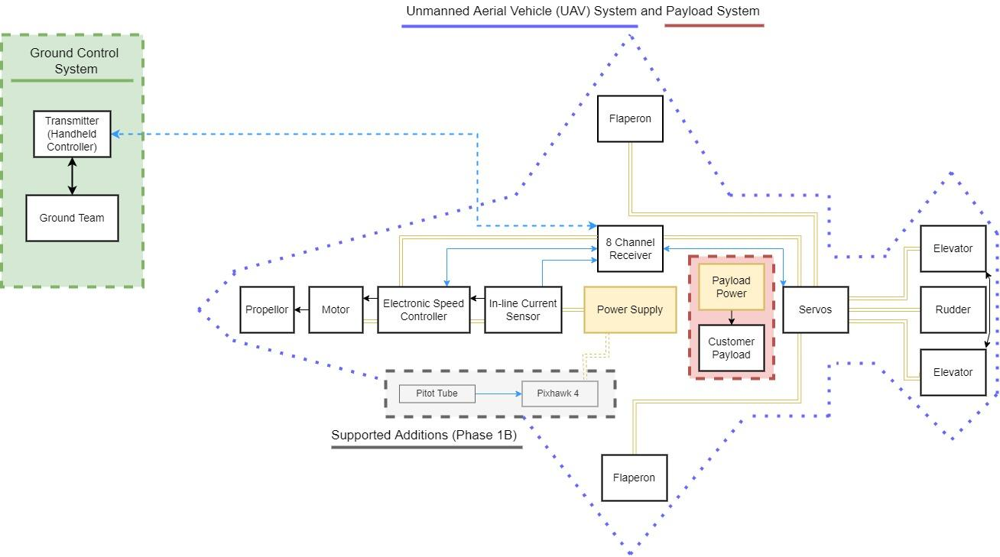 Unmanned Aerial Vehicle (UAV) System and Payload System
Ground Control
System
Transmitter
(Handheld
Controller)
Ground Team
Flaperon
8 Channel
Receiver
Propellor
Motor
Electronic Speed
Controller
In-line Current
Sensor
Power Supply
Payload
Power
Customer
Payload
Servos
Elevator
Rudder
Elevator
Pitot Tube
Pixhawk 4
Supported Additions (Phase 1B)
Flaperon